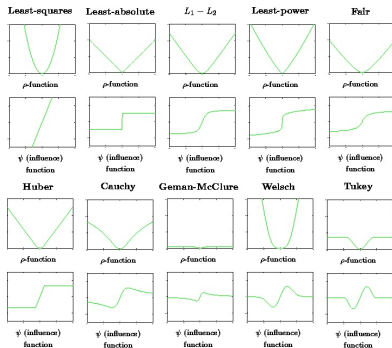 Least-squares Least-absolute L₁ − L₂ Least-power Fair
ρ-function ρ-function ρ-function ρ-function ρ-function
ψ (influence) ψ (influence) ψ (influence) ψ (influence) ψ (influence)
function function function function function
Huber Cauchy Geman-McClure Welsch Tukey
ρ-function ρ-function ρ-function ρ-function ρ-function
ψ (influence) ψ (influence) ψ (influence) ψ (influence) ψ (influence)
function function function function function